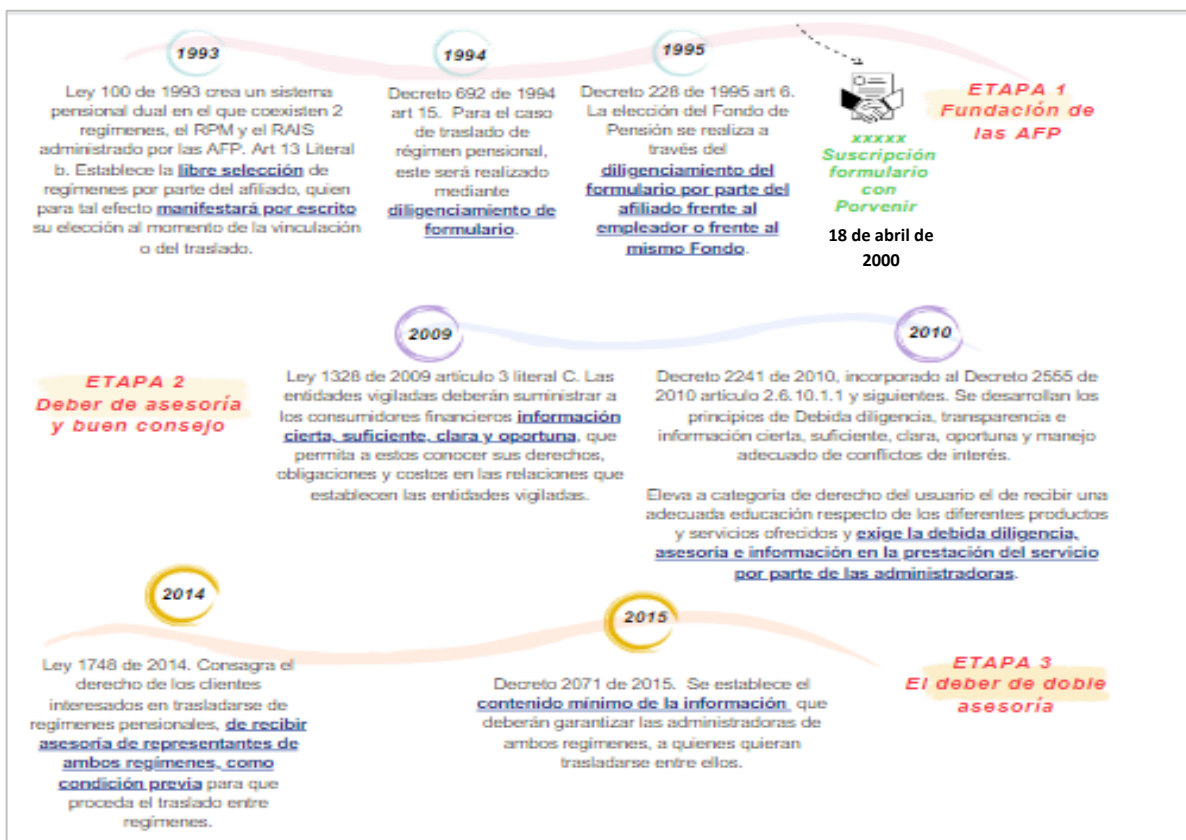 1993
Ley 100 de 1993 crea un sistema
pensional dual en el que coexisten 2
regímenes, el RPM y el RAIS
administrado por las AFP. Art 13 Literal
b. Establece la libre selección de
regímenes por parte del afiliado, quien
para tal efecto manifestará por escrito
su elección al momento de la vinculación
o del traslado.
1994
Decreto 692 de 1994
art 15. Para el caso
de traslado de
régimen pensional,
este será realizado
mediante
diligenciamiento de
formulario.
1995
Decreto 228 de 1995 art 6.
La elección del Fondo de
Pensión se realiza a
través del
diligenciamiento del
formulario por parte del
afiliado frente al
empleador o frente al
mismo Fondo.
xxxxx
Suscripción
formulario
con
Porvenir
18 de abril de
2000
ETAPA 1
Fundación de
las AFP
ETAPA 2
Deber de asesoría
y buen consejo
2009
Ley 1328 de 2009 artículo 3 literal C. Las
entidades vigiladas deberán suministrar a
los consumidores financieros información
cierta, suficiente, clara y oportuna, que
permita a estos conocer sus derechos,
obligaciones y costos en las relaciones que
establecen las entidades vigiladas.
2010
Decreto 2241 de 2010, incorporado al Decreto 2555 de
2010 artículo 2.6.10.1.1 y siguientes. Se desarrollan los
principios de Debida diligencia, transparencia e
información cierta, suficiente, clara, oportuna y manejo
adecuado de conflictos de interés.
Eleva a categoría de derecho del usuario el de recibir una
adecuada educación respecto de los diferentes productos
y servicios ofrecidos y exige la debida diligencia,
asesoría e información en la prestación del servicio
por parte de las administradoras.
2014
Ley 1748 de 2014. Consagra el
derecho de los clientes
interesados en trasladarse de
regímenes pensionales, de recibir
asesoría de representantes de
ambos regímenes, como
condición previa para que
proceda el traslado entre
regímenes.
2015
Decreto 2071 de 2015. Se establece el
contenido mínimo de la información que
deberán garantizar las administradoras de
ambos regímenes, a quienes quieran
trasladarse entre ellos.
ETAPA 3
El deber de doble
asesoría